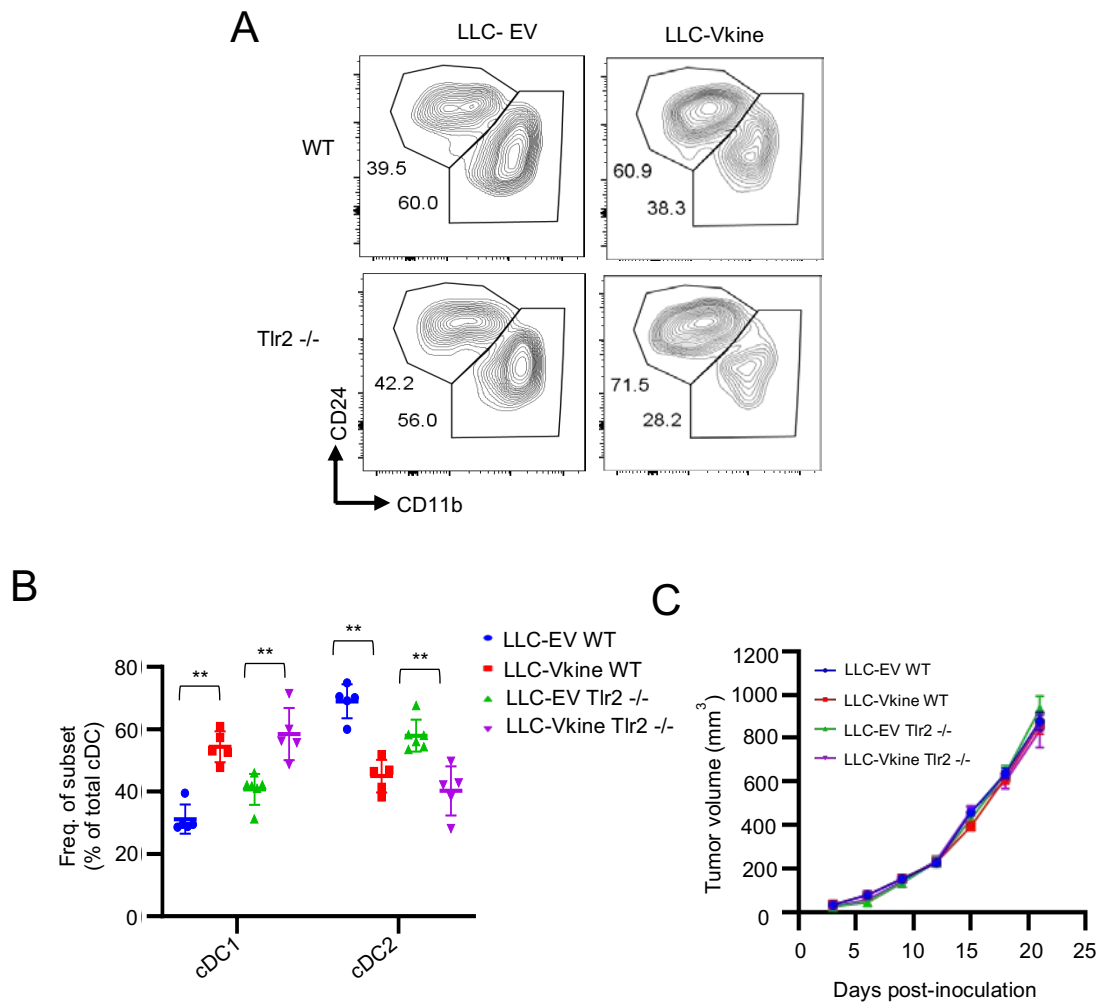 A
LLC- EV
LLC-Vkine
WT
39.5
60.0
60.9
38.3
Tlr2 -/-
42.2
56.0
71.5
28.2
CD24
CD11b
B
Freq. of subset
(% of total cDC)
80
60
40
20
0
**
**
**
**
cDC1
cDC2
LLC-EV WT
LLC-Vkine WT
LLC-EV Tlr2 -/-
LLC-Vkine Tlr2 -/-
C
Tumor volume (mm³)
1200
1000
800
600
400
200
0
LLC-EV WT
LLC-Vkine WT
LLC-EV Tlr2 -/-
LLC-Vkine Tlr2 -/-
0 5 10 15 20 25
Days post-inoculation